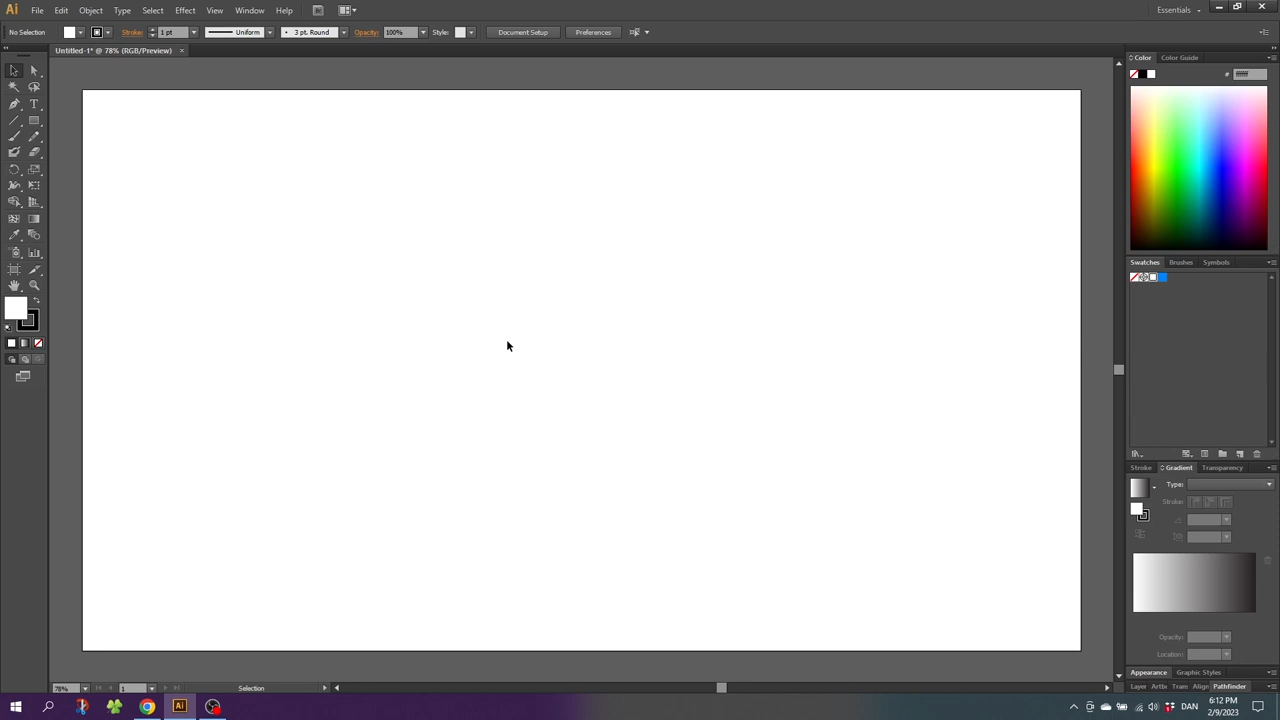 Ai File Edit Object Type Select Effect View Window Help Br Essentials
No Selection Stroke: 1 pt Uniform 3 pt. Round Opacity: 100% Style: Document Setup Preferences
Untitled-1* @ 78% (RGB/Preview) ×
Color Color Guide
# ffffff
Swatches Brushes Symbols
Stroke Gradient Transparency
Type:
Stroke:
Opacity:
Location:
Appearance Graphic Styles
Layer Artb Tran Align Pathfinder
78% 1 Selection
Ai DAN 6:12 PM
2/9/2023